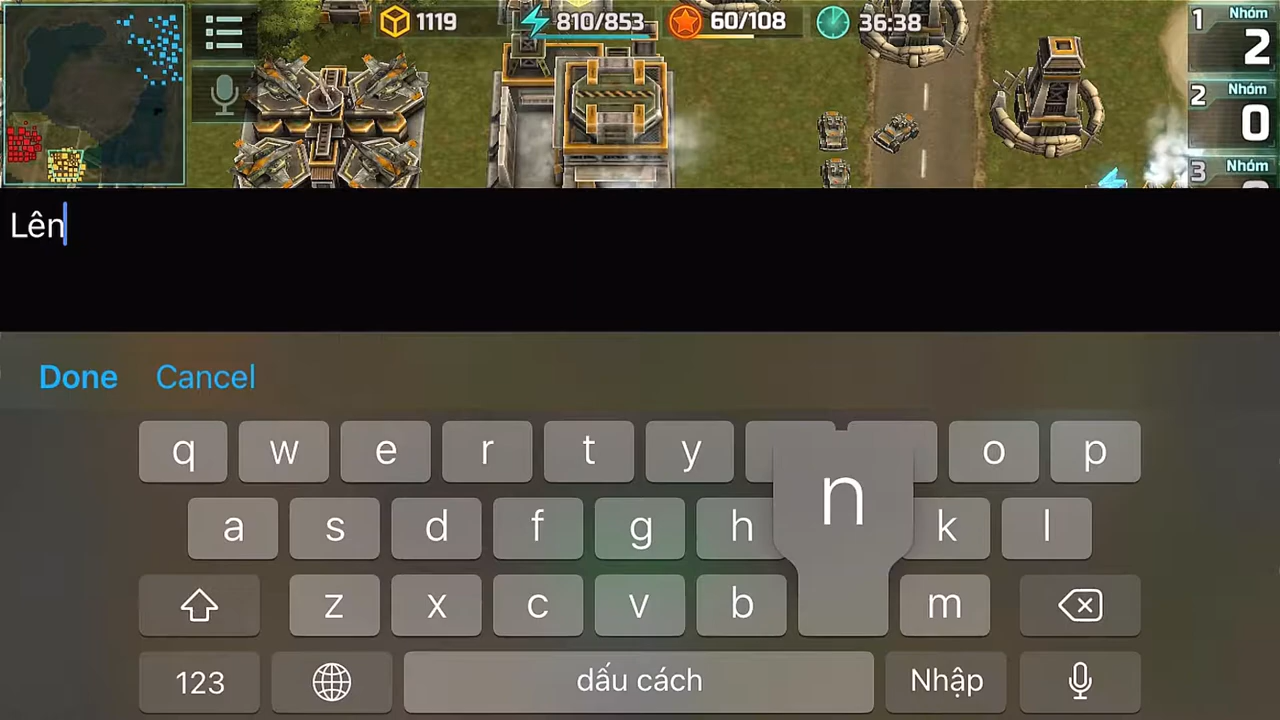 1119 810/853 60/108 36:38
1 Nhóm
2
2 Nhóm
0
3 Nhóm
Lên
Done Cancel
q w e r t y o p
a s d f g h k l
n
z x c v b m
123 dấu cách Nhập